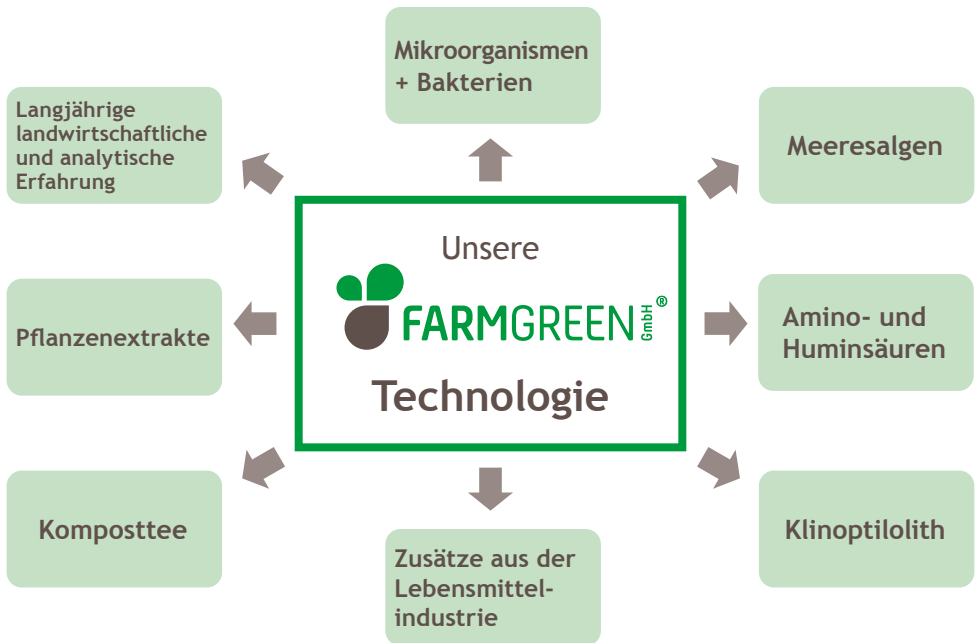 Mikroorganismen
+ Bakterien
Langjährige
landwirtschaftliche
und analytische
Erfahrung
Meeresalgen
Unsere
FARMGREEN GmbH ®
Technologie
Pflanzenextrakte
Amino- und
Huminsäuren
Komposttee
Zusätze aus der
Lebensmittel-
industrie
Klinoptilolith